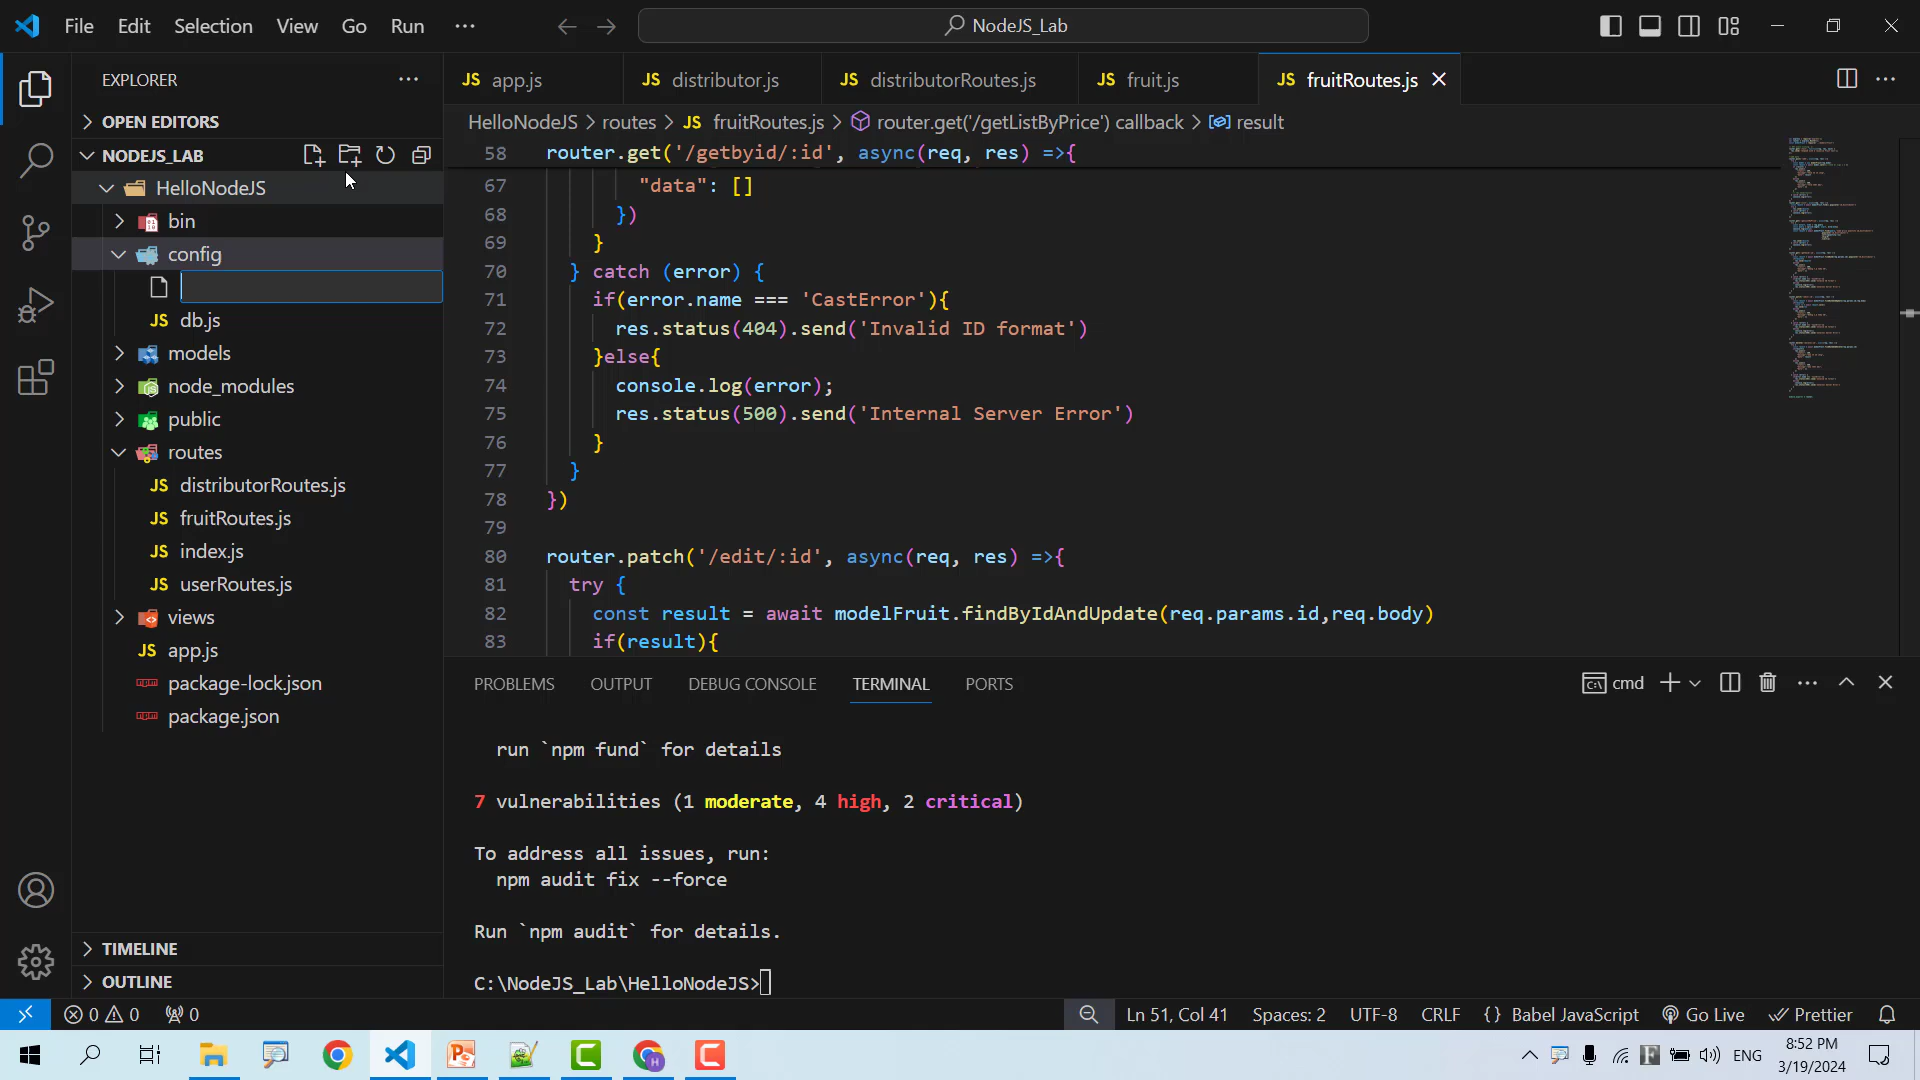 File Edit Selection View Go Run ···
NodeJS_Lab
EXPLORER
OPEN EDITORS
NODEJS_LAB
HelloNodeJS
bin
config
JS db.js
models
node_modules
public
routes
JS distributorRoutes.js
JS fruitRoutes.js
JS index.js
JS userRoutes.js
views
JS app.js
package-lock.json
package.json
TIMELINE
OUTLINE
JS app.js JS distributor.js JS distributorRoutes.js JS fruit.js JS fruitRoutes.js
HelloNodeJS > routes > JS fruitRoutes.js > router.get('/getListByPrice') callback > result
58 router.get('/getbyid/:id', async(req, res) =>{
67 "data": []
68 })
69 }
70 } catch (error) {
71 if(error.name === 'CastError'){
72 res.status(404).send('Invalid ID format')
73 }else{
74 console.log(error);
75 res.status(500).send('Internal Server Error')
76 }
77 }
78 })
79
80 router.patch('/edit/:id', async(req, res) =>{
81 try {
82 const result = await modelFruit.findByIdAndUpdate(req.params.id,req.body)
83 if(result){
PROBLEMS OUTPUT DEBUG CONSOLE TERMINAL PORTS
cmd
run `npm fund` for details
7 vulnerabilities (1 moderate, 4 high, 2 critical)
To address all issues, run:
npm audit fix --force
Run `npm audit` for details.
C:\NodeJS_Lab\HelloNodeJS>
0 0 0
Ln 51, Col 41 Spaces: 2 UTF-8 CRLF {} Babel JavaScript Go Live Prettier
ENG
8:52 PM
3/19/2024